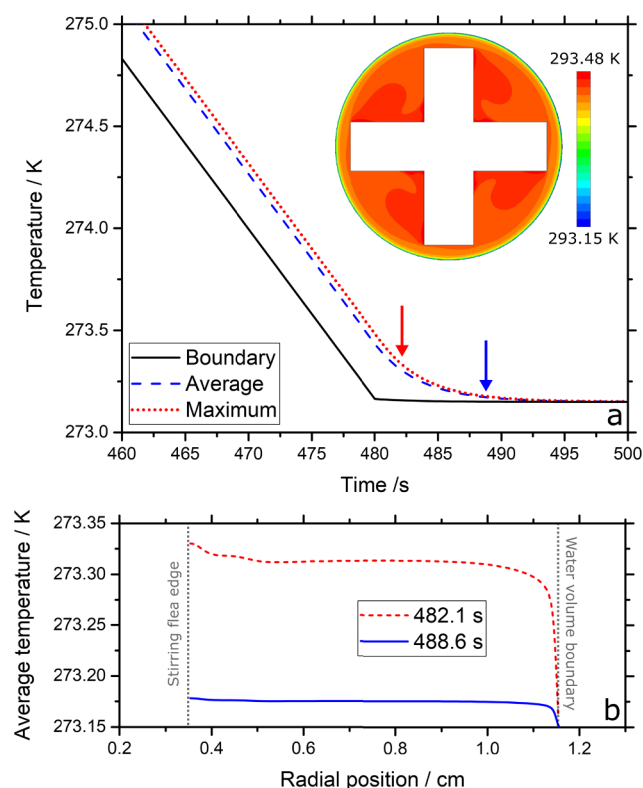 275.0
274.5
274.0
273.5
273.0
Temperature / K
293.48 K
293.15 K
Boundary
Average
Maximum
a
460 465 470 475 480 485 490 495 500
Time /s
273.35
273.30
273.25
273.20
273.15
Average temperature / K
Stirring flea edge
482.1 s
488.6 s
Water volume boundary
b
0.2 0.4 0.6 0.8 1.0 1.2
Radial position / cm